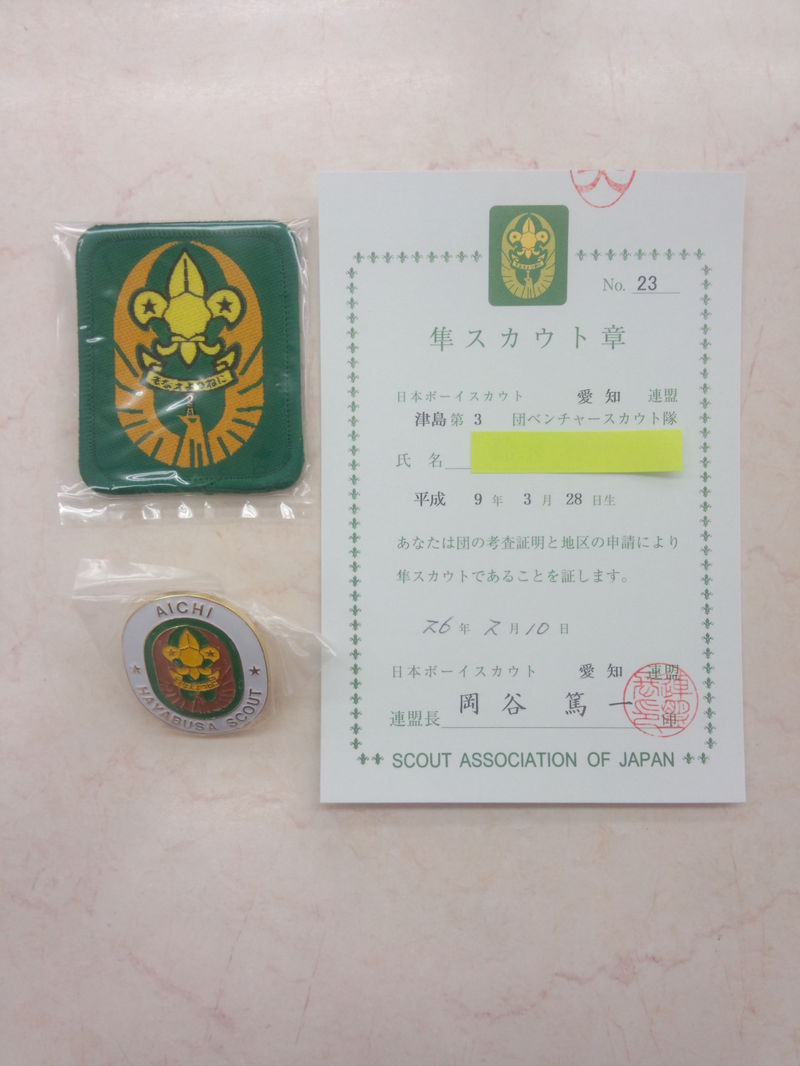 そなえよつねに
AICHI
HAYABUSA SCOUT
No. 23
隼スカウト章
日本ボーイスカウト 愛知 連盟
津島第 3 団ベンチャースカウト隊
氏 名
平成 9 年 3 月 28 日生
あなたは団の考査証明と地区の申請により
隼スカウトであることを証します。
26 年 2 月 10 日
日本ボーイスカウト 愛知 連盟
連盟長 岡谷 篤一 印
SCOUT ASSOCIATION OF JAPAN